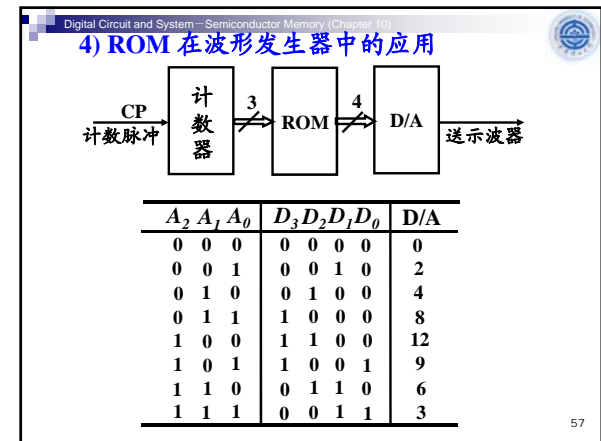 Digital Circuit and System－Semiconductor Memory (Chapter 10)
4) ROM 在波形发生器中的应用
CP
计数脉冲
计
数
器
3
ROM
4
D/A
送示波器
A2 A1 A0 D3 D2 D1 D0 D/A
0 0 0 0 0 0 0 0
0 0 1 0 0 1 0 2
0 1 0 0 1 0 0 4
0 1 1 1 0 0 0 8
1 0 0 1 1 0 0 12
1 0 1 1 0 0 1 9
1 1 0 0 1 1 0 6
1 1 1 0 0 1 1 3
57